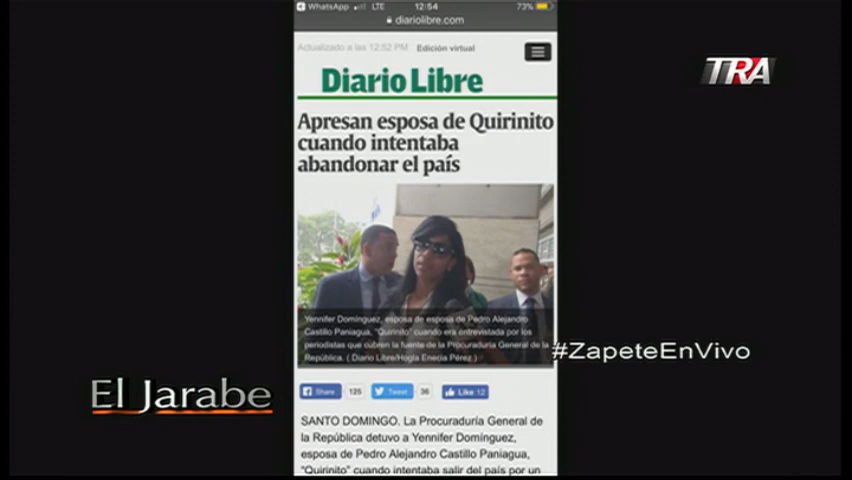 WhatsApp LTE 12:54 73%
diariolibre.com
Actualizado a las 12:52 PM Edición virtual
TRA
Diario Libre
Apresan esposa de Quirinito
cuando intentaba
abandonar el país
Yennifer Domínguez, esposa de esposa de Pedro Alejandro
Castillo Paniagua, "Quirinito" cuando era entrevistada por los
periodistas que cubren la fuente de la Procuraduría General de la
República. ( Diario Libre/Hogla Enecia Pérez )
#ZapeteEnVivo
El Jarabe
Share 125 Tweet 36 Like 12
SANTO DOMINGO. La Procuraduría General de
la República detuvo a Yennifer Domínguez,
esposa de Pedro Alejandro Castillo Paniagua,
"Quirinito" cuando intentaba salir del país por un